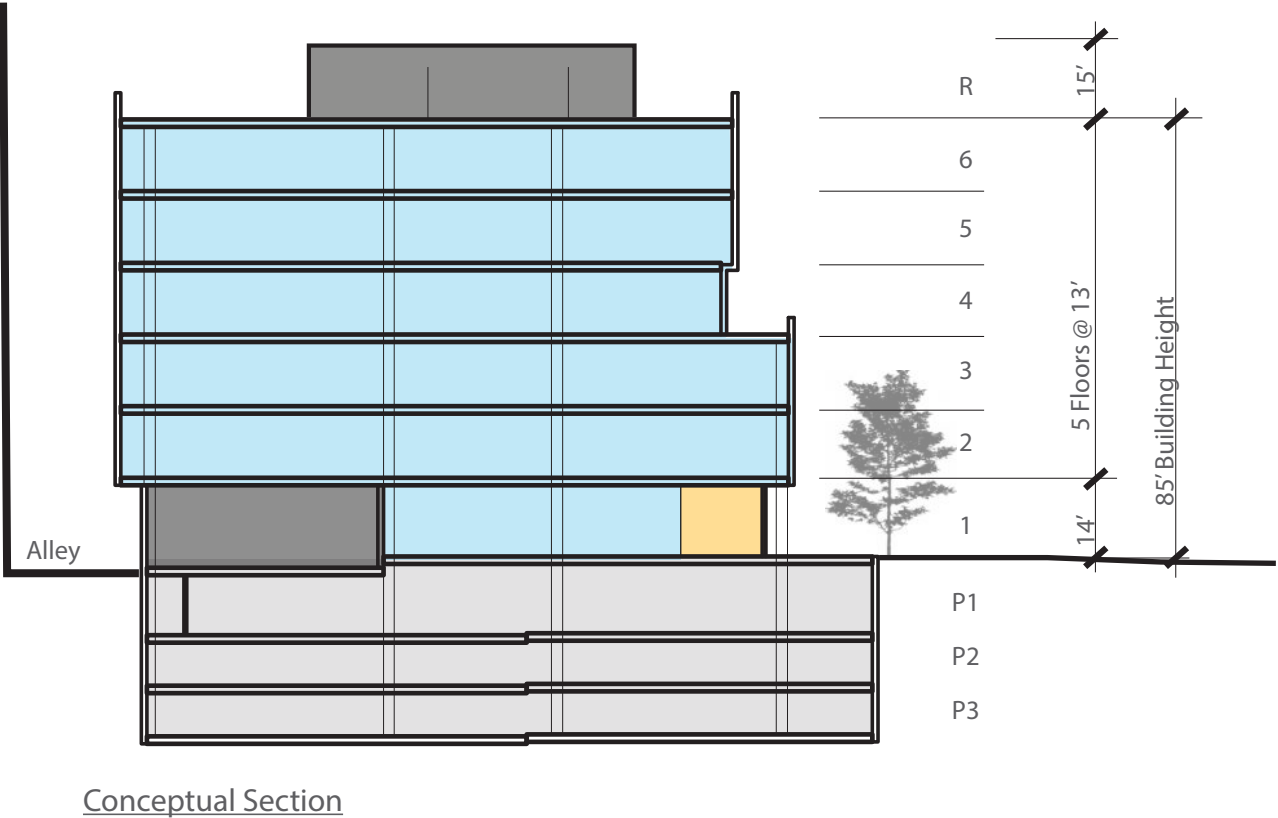 R
15’
6
5
4
5 Floors @ 13’
85’ Building Height
3
2
1
14’
Alley
P1
P2
P3
Conceptual Section